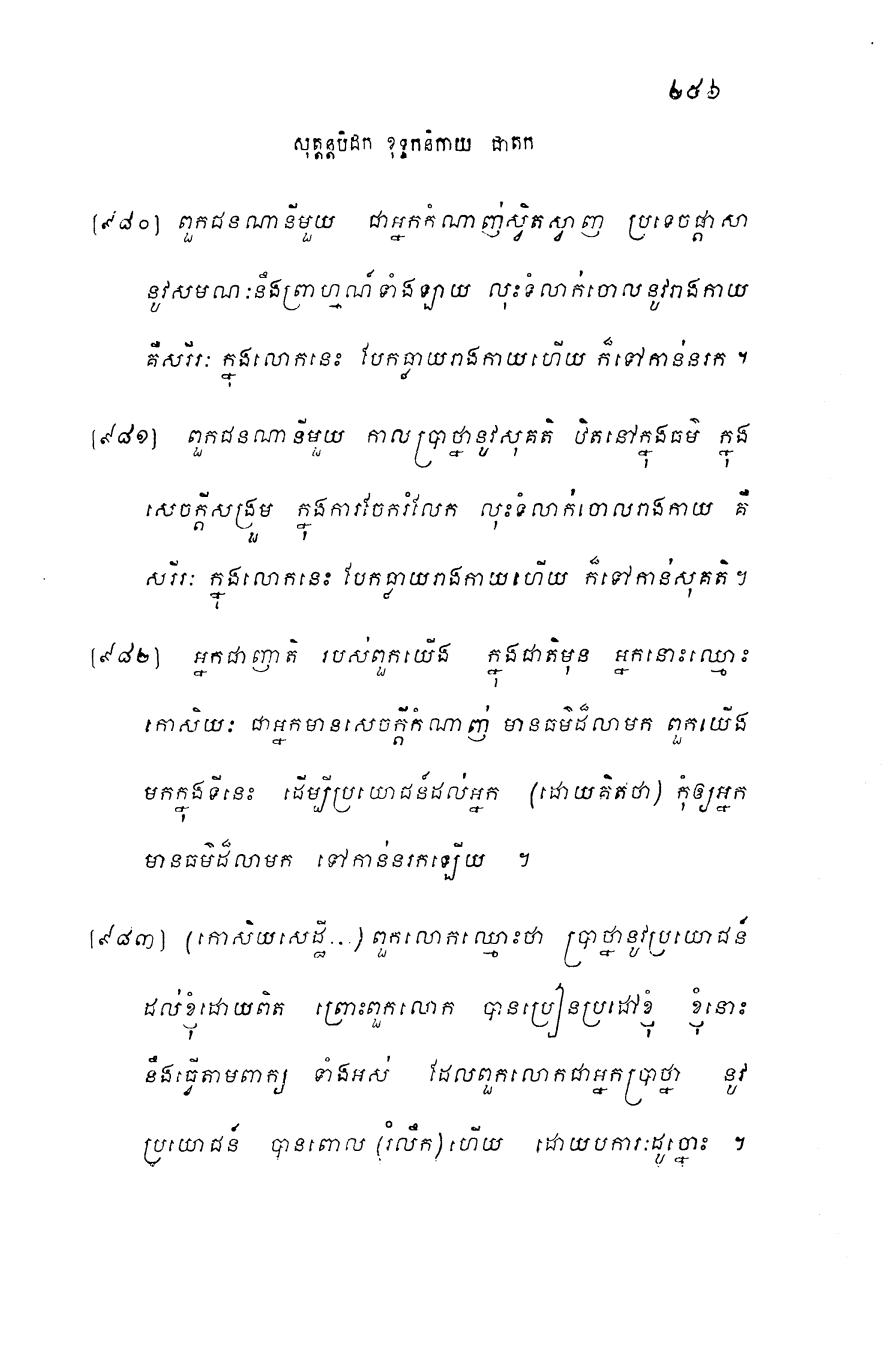 ២៥៦
សុត្តន្តបិដក ខុទ្ទកនិកាយ ជាតក
[៩៨០] ពួកជនណានីមួយ ជាអ្នកកំណាញ់ស្វិតស្វាញ ប្រទេចផ្តាសា
នូវសមណៈនឹងព្រាហ្មណ៍ទាំងឡាយ លុះទំលាក់ចោលនូវរាងកាយ
គឺសរីរៈ ក្នុងលោកនេះ បែកធ្លាយរាងកាយហើយ ក៏ទៅកាន់នរក ។
[៩៨១] ពួកជនណានីមួយ កាលប្រាថ្នានូវសុគតិ ឋិតនៅក្នុងធម៌ ក្នុង
សេចក្តីសង្រួម ក្នុងការចែករំលែក លុះទំលាក់ចោលរាងកាយ គឺ
សរីរៈ ក្នុងលោកនេះ បែកធ្លាយរាងកាយហើយ ក៏ទៅកាន់សុគតិ ។
[៩៨២] អ្នកជាញាតិ របស់ពួកយើង ក្នុងជាតិមុន អ្នកនោះឈ្មោះ
កោសិយៈ ជាអ្នកមានសេចក្តីកំណាញ់ មានធម៌ដ៏លាមក ពួកយើង
មកក្នុងទីនេះ ដើម្បីប្រយោជន៍ដល់អ្នក (ដោយគិតថា) កុំឲ្យអ្នក
មានធម៌ដ៏លាមក ទៅកាន់នរកឡើយ ។
[៩៨៣] (កោសិយសេដ្ឋី...) ពួកលោកឈ្មោះថា ប្រាថ្នានូវប្រយោជន៍
ដល់ខ្ញុំដោយពិត ព្រោះពួកលោក បានប្រៀនប្រដៅខ្ញុំ ខ្ញុំនោះ
នឹងធ្វើតាមពាក្យ ទាំងអស់ ដែលពួកលោកជាអ្នកប្រាថ្នា នូវ
ប្រយោជន៍ បានពោល (រំលឹក) ហើយ ដោយបការៈដូច្នោះ ។